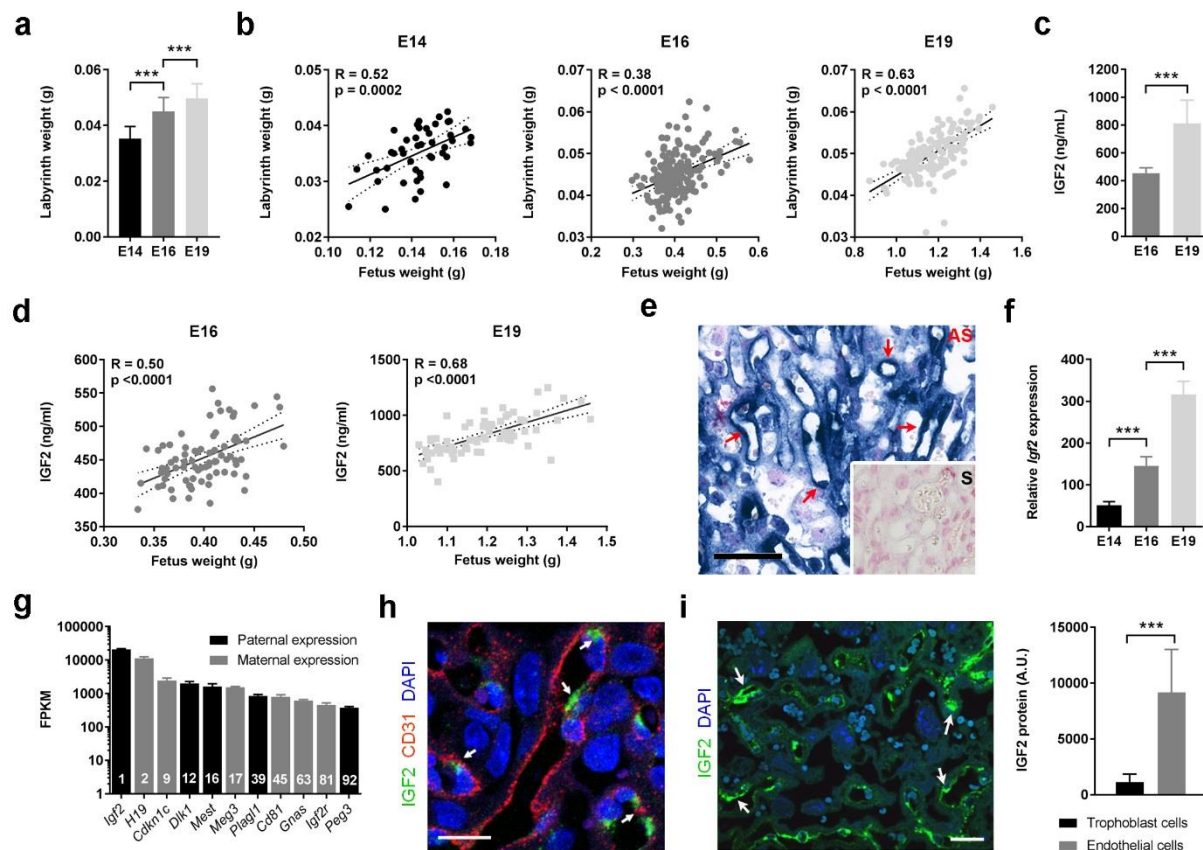 a
***
***
Labyrinth weight (g)
0.06
0.04
0.02
0.00
E14 E16 E19
b
E14
R = 0.52
p = 0.0002
Labyrinth weight (g)
0.05
0.04
0.03
0.02
0.10 0.12 0.14 0.16 0.18
Fetus weight (g)
E16
R = 0.38
p < 0.0001
Labyrinth weight (g)
0.06
0.05
0.04
0.03
0.2 0.3 0.4 0.5 0.6
Fetus weight (g)
E19
R = 0.63
p < 0.0001
Labyrinth weight (g)
0.07
0.06
0.05
0.04
0.03
0.8 1.0 1.2 1.4 1.6
Fetus weight (g)
c
***
IGF2 (ng/mL)
1200
1000
800
600
400
200
0
E16 E19
d
E16
R = 0.50
p <0.0001
IGF2 (ng/ml)
600
550
500
450
400
350
0.30 0.35 0.40 0.45 0.50
Fetus weight (g)
E19
R = 0.68
p <0.0001
IGF2 (ng/ml)
1500
1000
500
0
1.0 1.1 1.2 1.3 1.4 1.5
Fetus weight (g)
e
AS
S
f
***
***
Relative Igf2 expression
400
300
200
100
0
E14 E16 E19
g
Paternal expression
Maternal expression
FPKM
100000
10000
1000
100
10
1
1 2 9 12 16 17 39 45 63 81 92
Igf2 H19 Cdkn1c Dlk1 Mest Meg3 Plagl1 Cd81 Gnas Igf2r Peg3
h
IGF2 CD31 DAPI
i
IGF2 DAPI
***
IGF2 protein (A.U.)
15000
10000
5000
0
Trophoblast cells
Endothelial cells